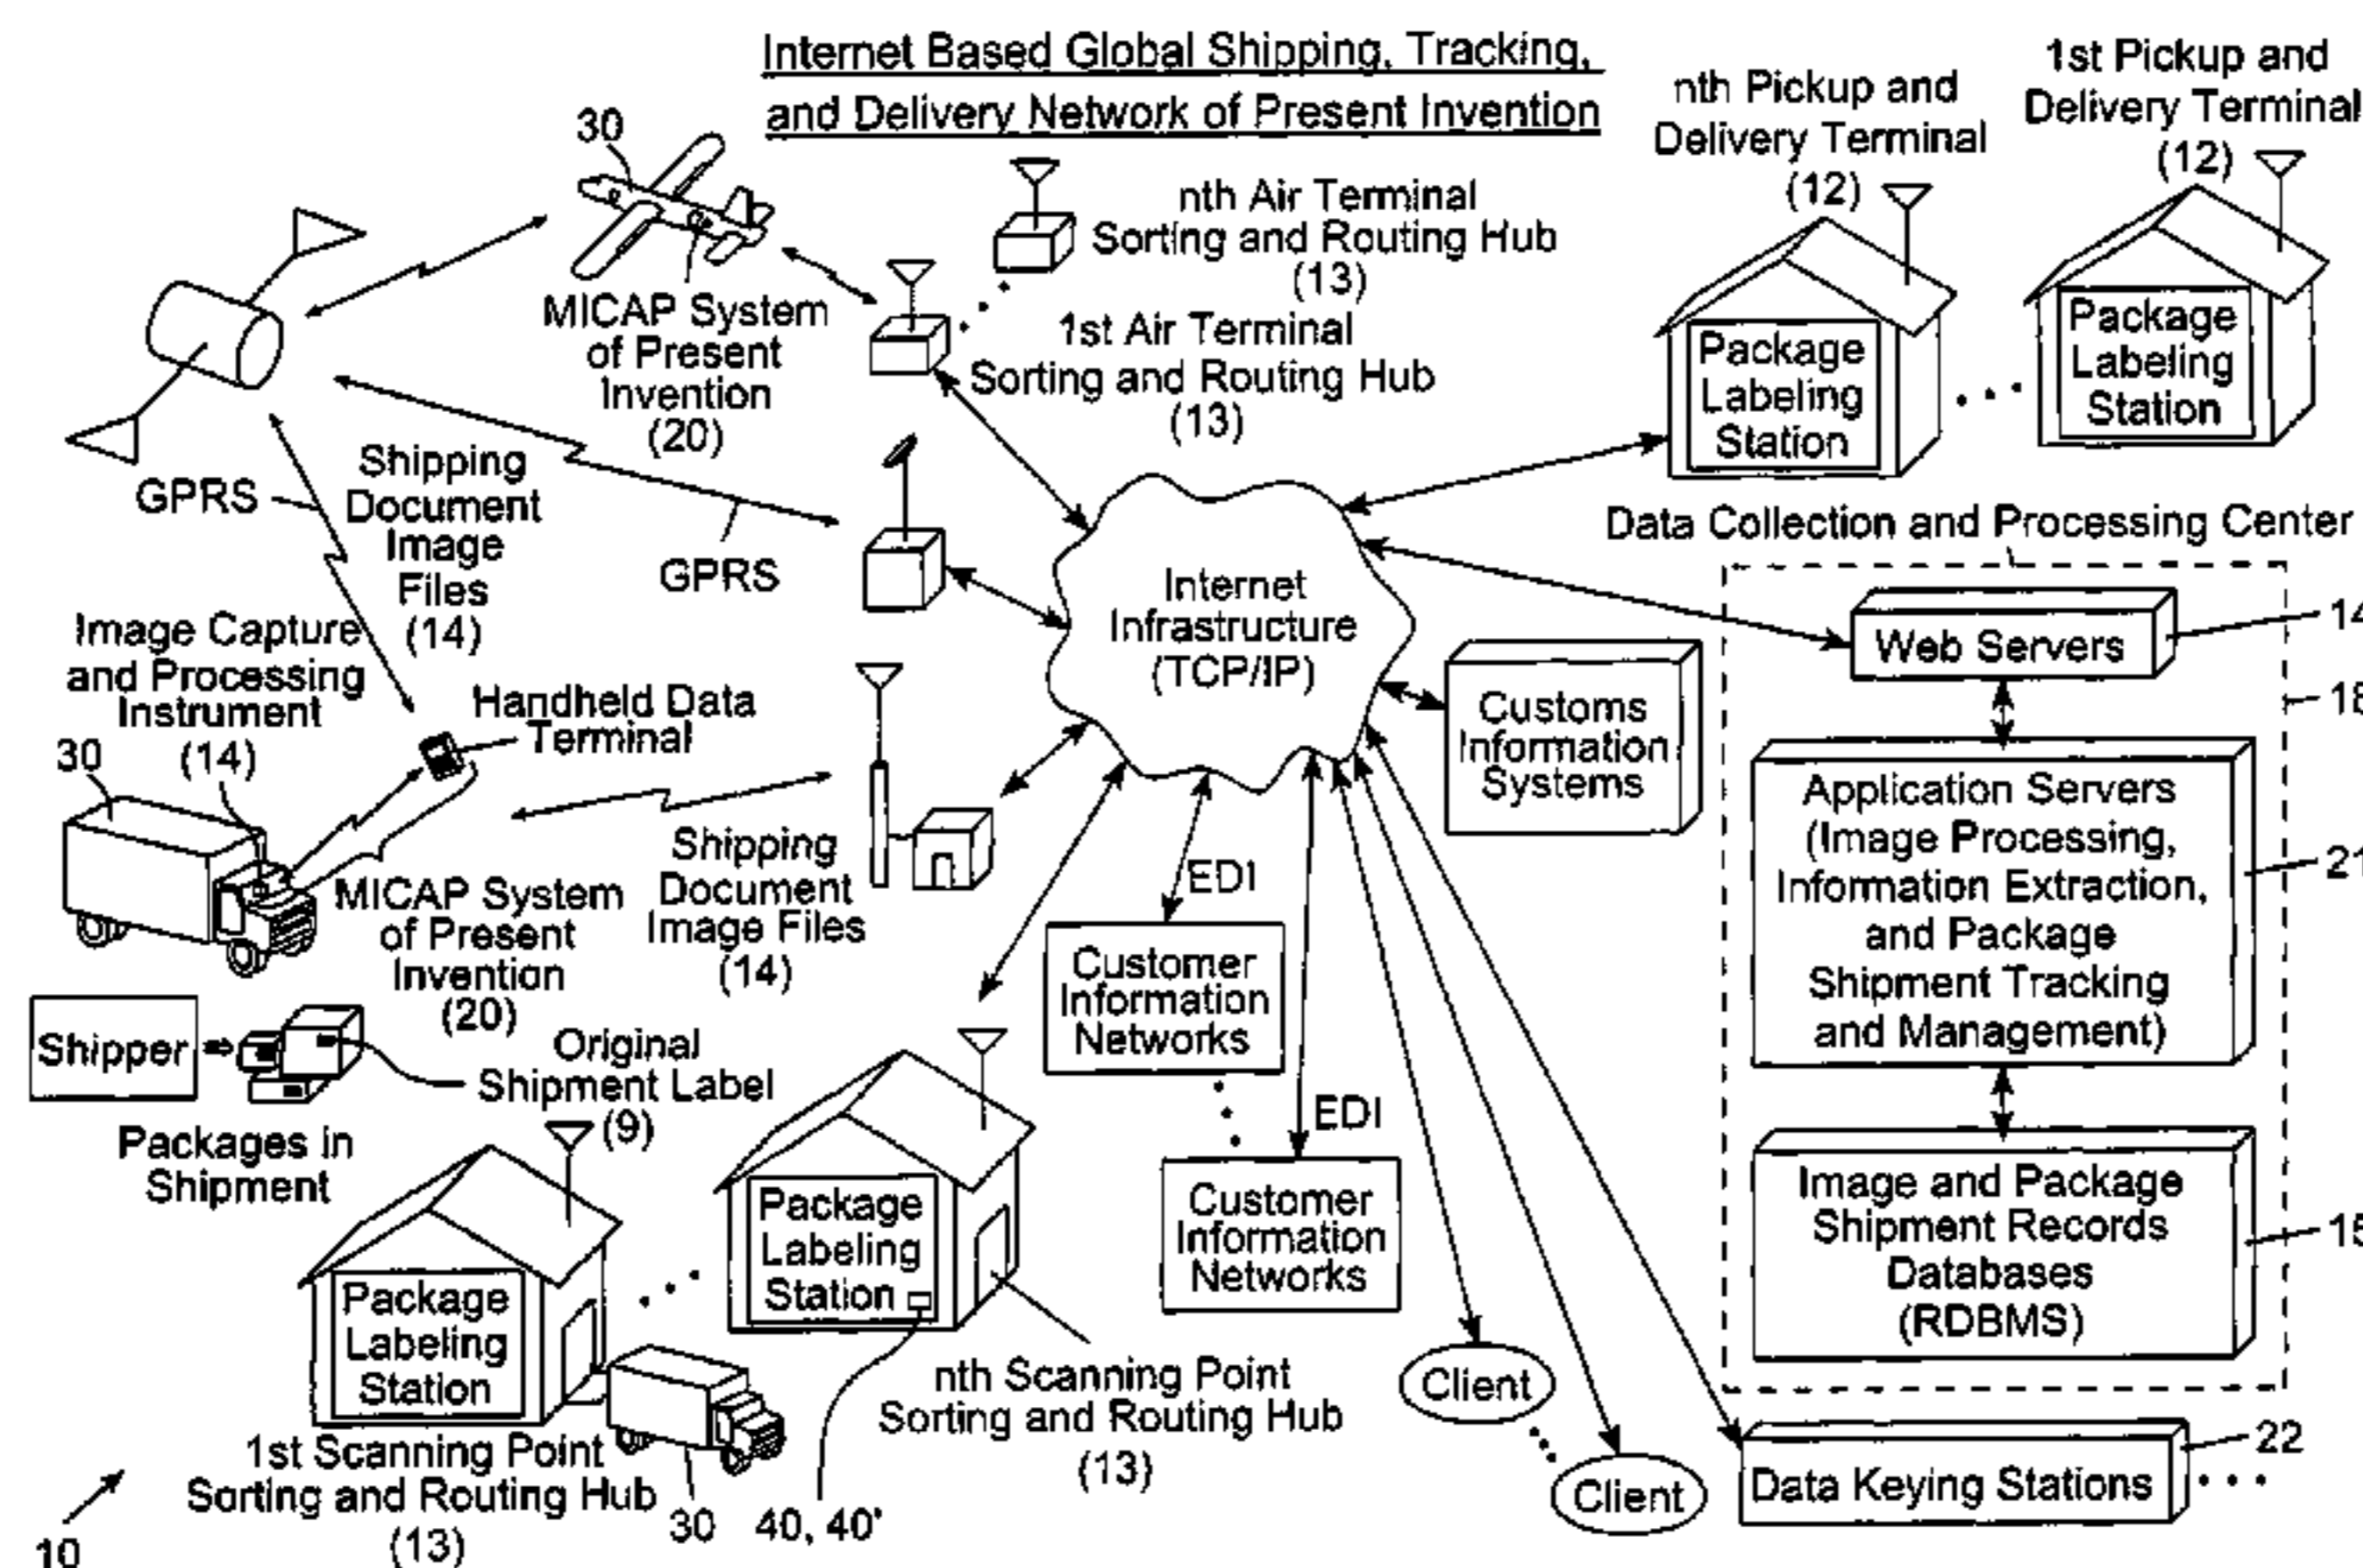 Internet Based Global Shipping, Tracking,
and Delivery Network of Present Invention
30
MICAP System
of Present
Invention
(20)
nth Air Terminal
Sorting and Routing Hub
(13)
1st Air Terminal
Sorting and Routing Hub
(13)
nth Pickup and
Delivery Terminal
(12)
1st Pickup and
Delivery Terminal
(12)
Package
Labeling
Station
Package
Labeling
Station
GPRS
Shipping
Document
Image
Files
(14)
GPRS
Internet
Infrastructure
(TCP/IP)
Data Collection and Processing Center
Web Servers
14
18
Customs
Information
Systems
Application Servers
(Image Processing,
Information Extraction,
and Package
Shipment Tracking
and Management)
21
Image and Package
Shipment Records
Databases
(RDBMS)
15
Image Capture
and Processing
Instrument
(14)
Handheld Data
Terminal
30
MICAP System
of Present
Invention
(20)
Shipping
Document
Image Files
(14)
EDI
Customer
Information
Networks
EDI
Customer
Information
Networks
Shipper
Original
Shipment Label
(9)
Packages in
Shipment
Package
Labeling
Station
Package
Labeling
Station
1st Scanning Point
Sorting and Routing Hub
(13)
30
40, 40'
nth Scanning Point
Sorting and Routing Hub
(13)
Client
Client
Data Keying Stations
22
10